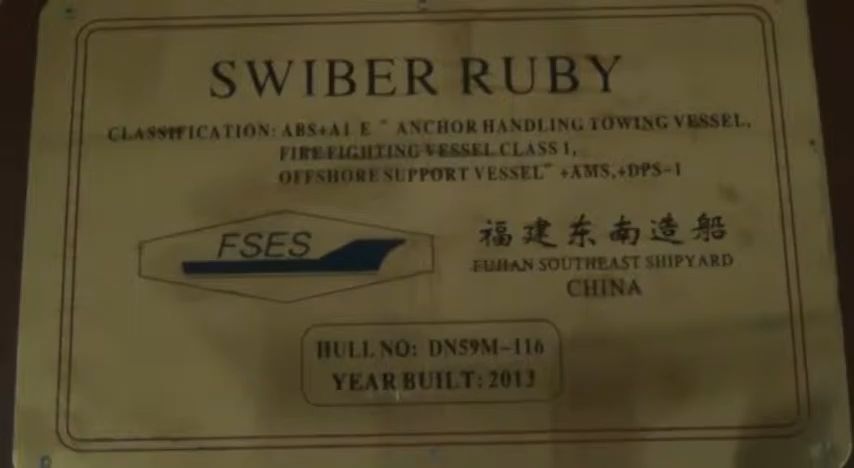 SWIBER RUBY
CLASSIFICATION: ABS+A1 E " ANCHOR HANDLING TOWING VESSEL,
FIRE FIGHTING VESSEL CLASS 1,
OFFSHORE SUPPORT VESSEL" +AMS,+DPS-1
FSES
福建东南造船
FUJIAN SOUTHEAST SHIPYARD
CHINA
HULL NO: DN59M-116
YEAR BUILT: 2013